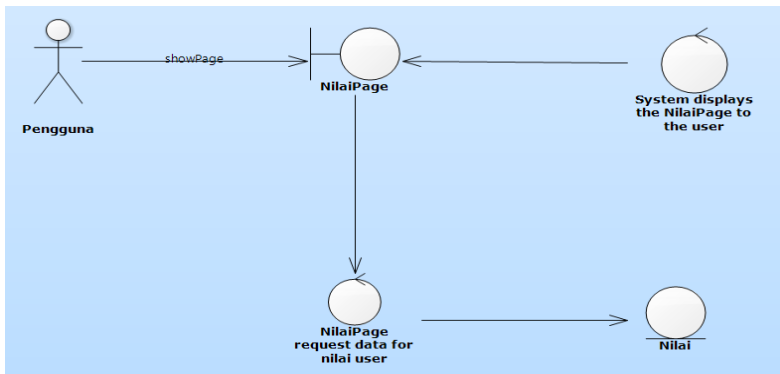 showPage
NilaiPage
System displays
the NilaiPage to
the user
Pengguna
NilaiPage
request data for
nilai user
Nilai